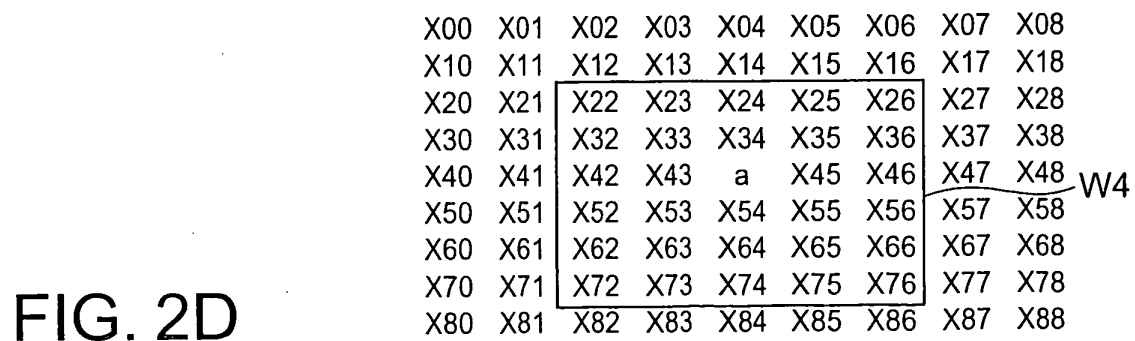 X00 X01 X02 X03 X04 X05 X06 X07 X08
X10 X11 X12 X13 X14 X15 X16 X17 X18
X20 X21 X22 X23 X24 X25 X26 X27 X28
X30 X31 X32 X33 X34 X35 X36 X37 X38
X40 X41 X42 X43 a X45 X46 X47 X48
W4
X50 X51 X52 X53 X54 X55 X56 X57 X58
X60 X61 X62 X63 X64 X65 X66 X67 X68
X70 X71 X72 X73 X74 X75 X76 X77 X78
X80 X81 X82 X83 X84 X85 X86 X87 X88
FIG. 2D